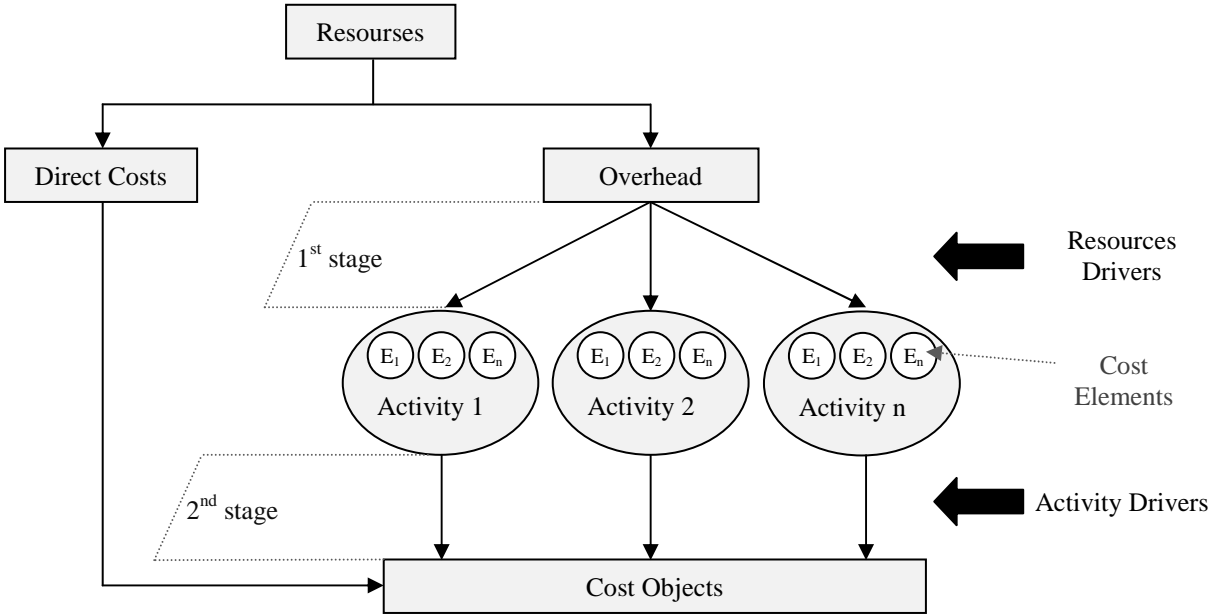 Resourses
Direct Costs
Overhead
1st stage
Resources
Drivers
E1 E2 En
Activity 1
E1 E2 En
Activity 2
E1 E2 En
Activity n
Cost
Elements
2nd stage
Activity Drivers
Cost Objects